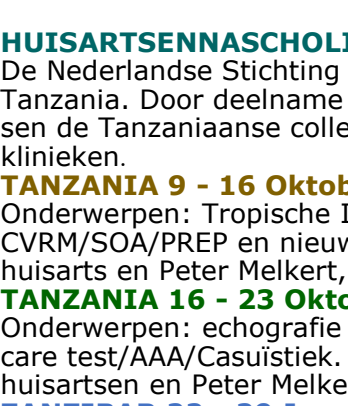 HUISARTSENNASCHOLI
De Nederlandse Stichting
Tanzania. Door deelname
sen de Tanzaniaanse colle
klinieken.
TANZANIA 9 - 16 Oktob
Onderwerpen: Tropische I
CVRM/SOA/PREP en nieuw
huisarts en Peter Melkert,
TANZANIA 16 - 23 Okto
Onderwerpen: echografie
care test/AAA/Casuïstiek.
huisartsen en Peter Melke